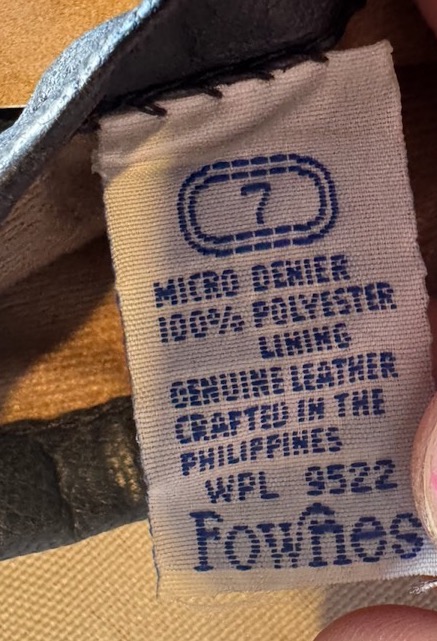 7
MICRO DENIER
100% POLYESTER
LINING
GENUINE LEATHER
CRAFTED IN THE
PHILIPPINES
WPL 9522
Fownes